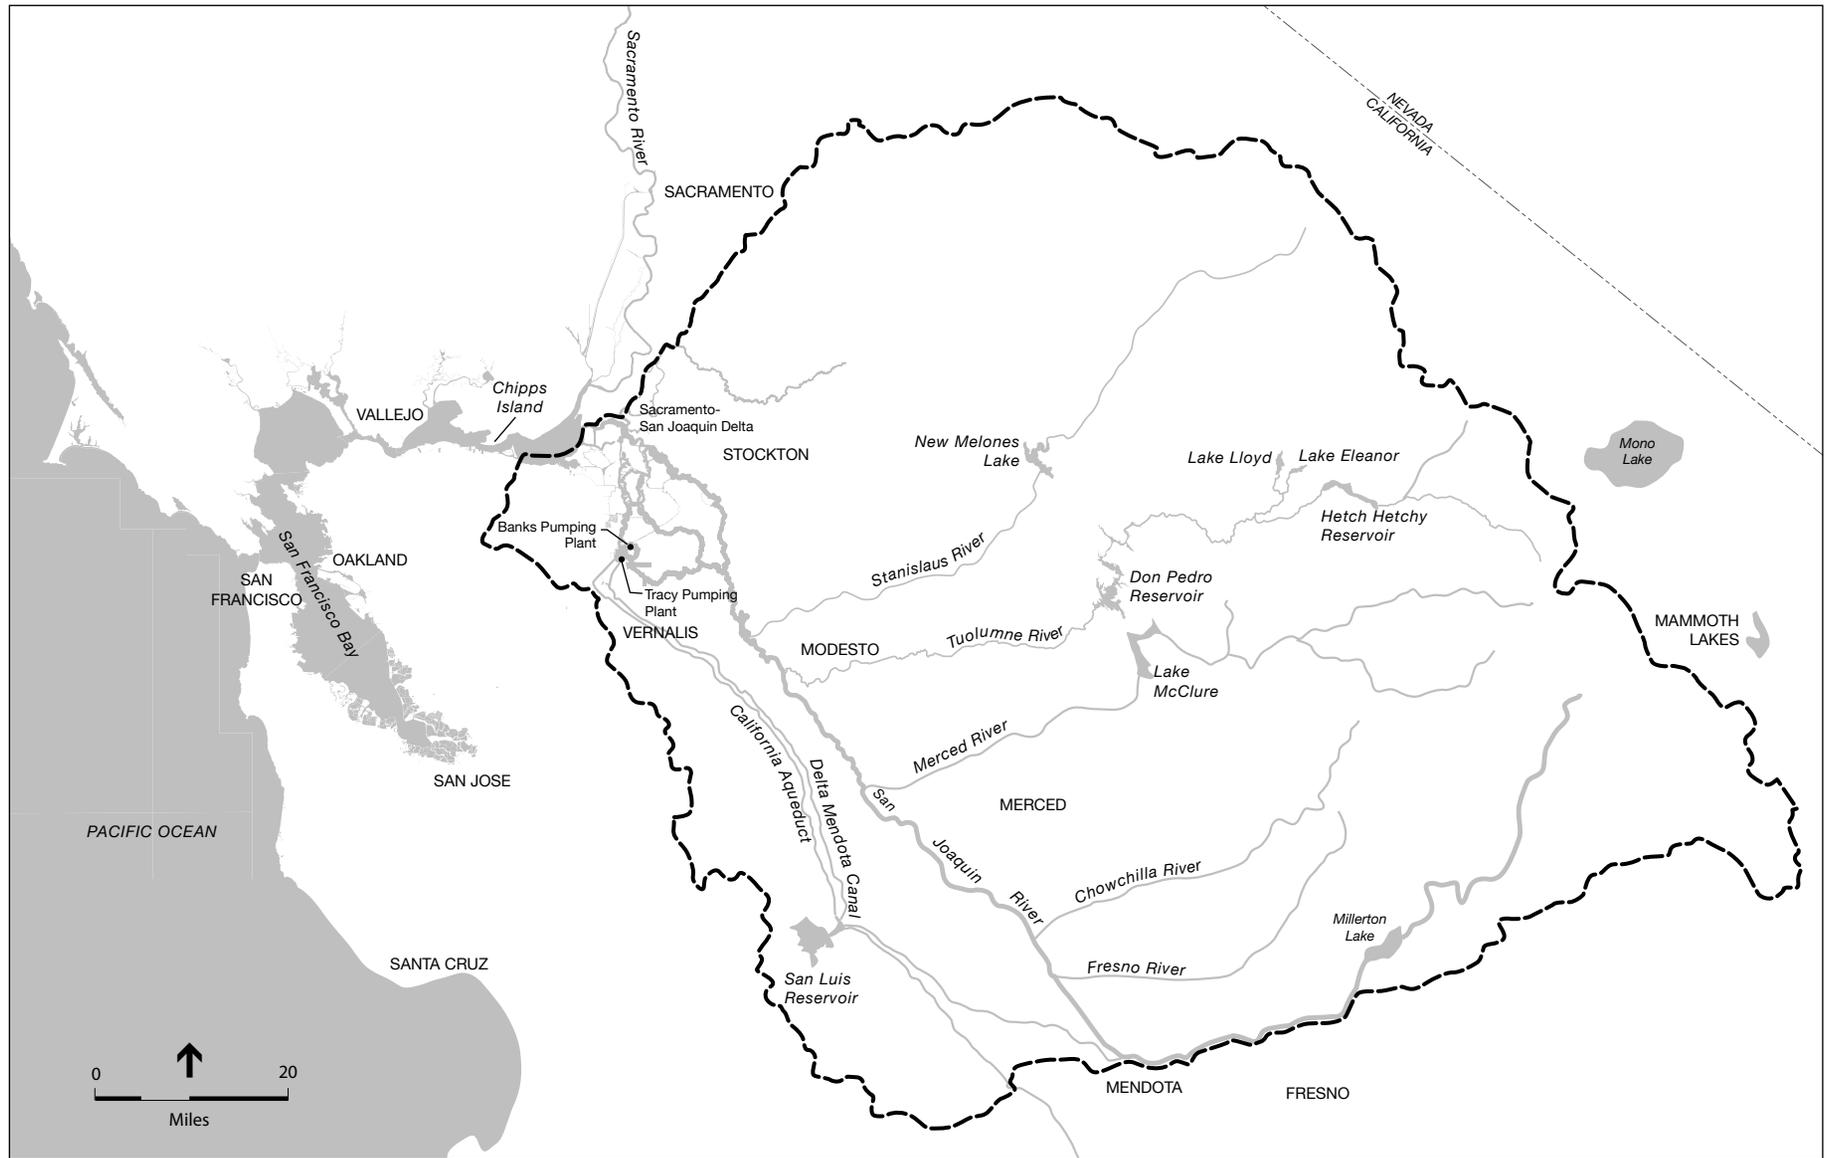 Sacramento River
NEVADA
CALIFORNIA
SACRAMENTO
Chipps
Island
VALLEJO
Sacramento-
San Joaquin Delta
STOCKTON
New Melones
Lake
Lake Lloyd
Lake Eleanor
Mono
Lake
Banks Pumping
Plant
Hetch Hetchy
Reservoir
San Francisco Bay
OAKLAND
SAN
FRANCISCO
Stanislaus River
Don Pedro
Reservoir
Tracy Pumping
Plant
VERNALIS
MODESTO
Tuolumne River
MAMMOTH
LAKES
Lake
McClure
California Aqueduct
Delta Mendota Canal
Merced River
SAN JOSE
San Joaquin River
MERCED
PACIFIC OCEAN
Chowchilla River
Millerton
Lake
SANTA CRUZ
San Luis
Reservoir
Fresno River
0 20
Miles
MENDOTA
FRESNO